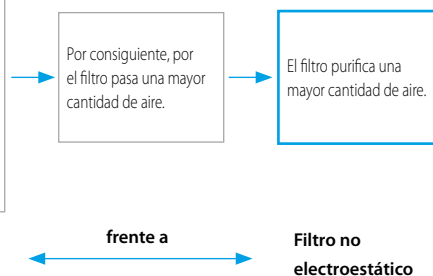 Por consiguiente, por
el filtro pasa una mayor
cantidad de aire.
El filtro purifica una
mayor cantidad de aire.
frente a
Filtro no
electroestático